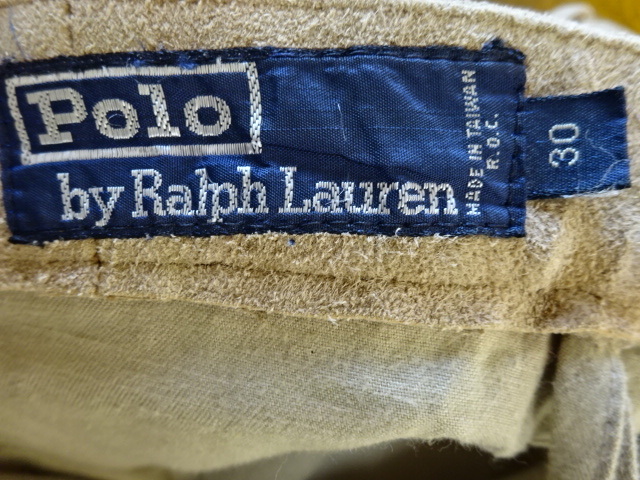 Polo
by Ralph Lauren
MADE IN TAIWAN
R.O.C.
30